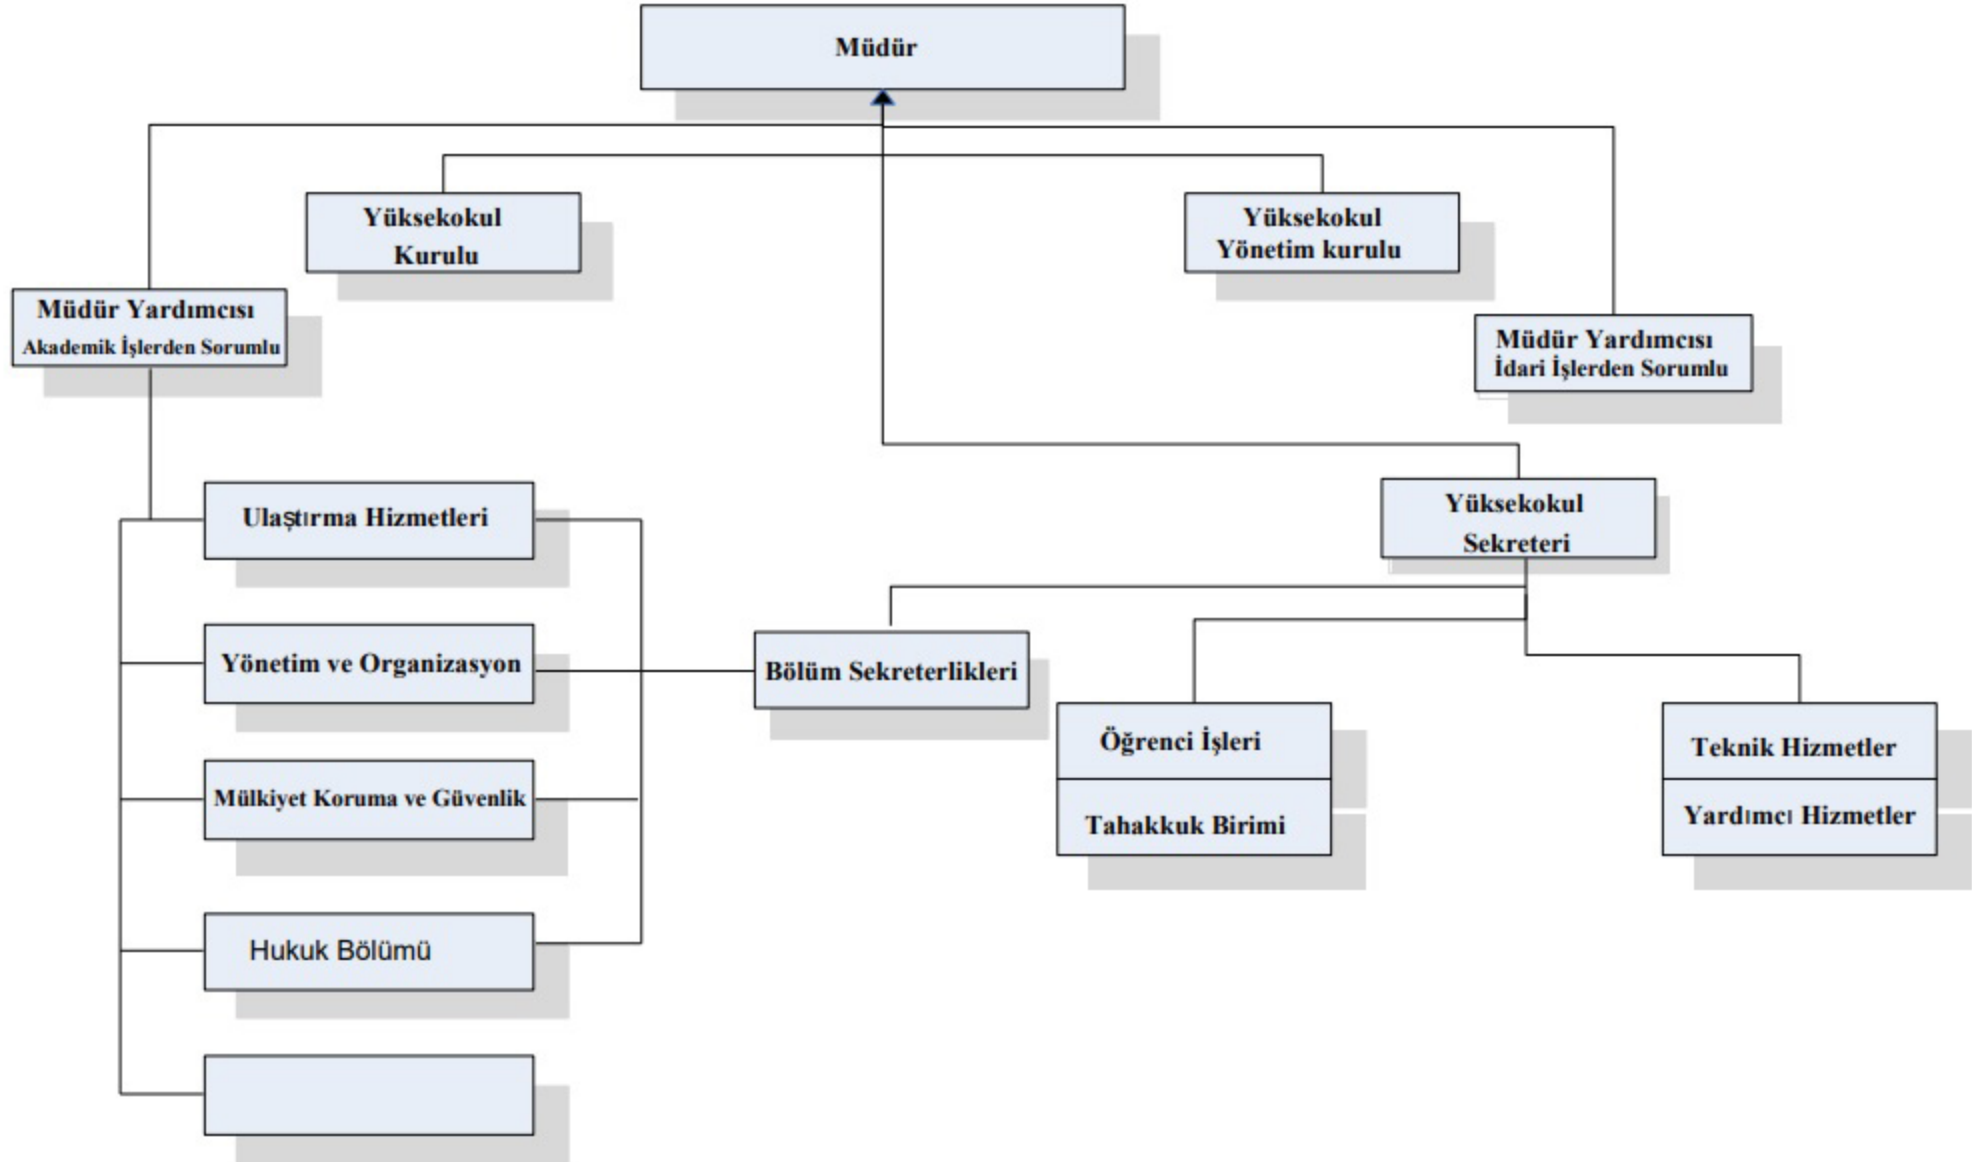 Müdür
Yüksekokul
Kurulu
Yüksekokul
Yönetim kurulu
Müdür Yardımcısı
Akademik İşlerden Sorumlu
Müdür Yardımcısı
İdari İşlerden Sorumlu
Ulaştırma Hizmetleri
Yüksekokul
Sekreteri
Yönetim ve Organizasyon
Bölüm Sekreterlikleri
Öğrenci İşleri
Teknik Hizmetler
Mülkiyet Koruma ve Güvenlik
Tahakkuk Birimi
Yardımcı Hizmetler
Hukuk Bölümü